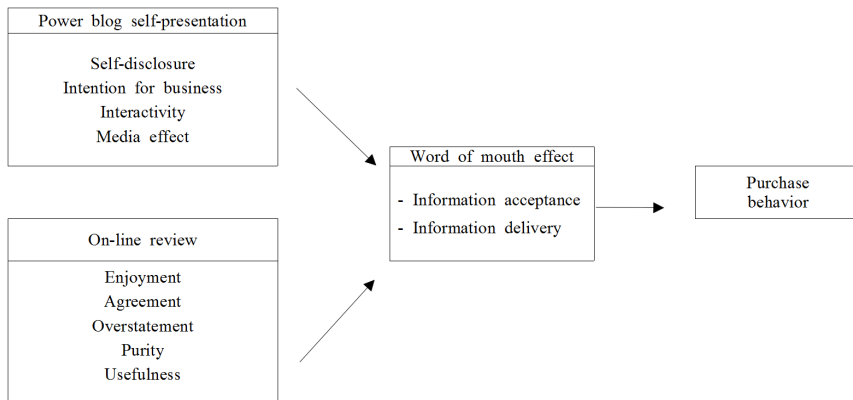 Power blog self-presentation
Self-disclosure
Intention for business
Interactivity
Media effect
On-line review
Enjoyment
Agreement
Overstatement
Purity
Usefulness
Word of mouth effect
- Information acceptance
- Information delivery
Purchase
behavior